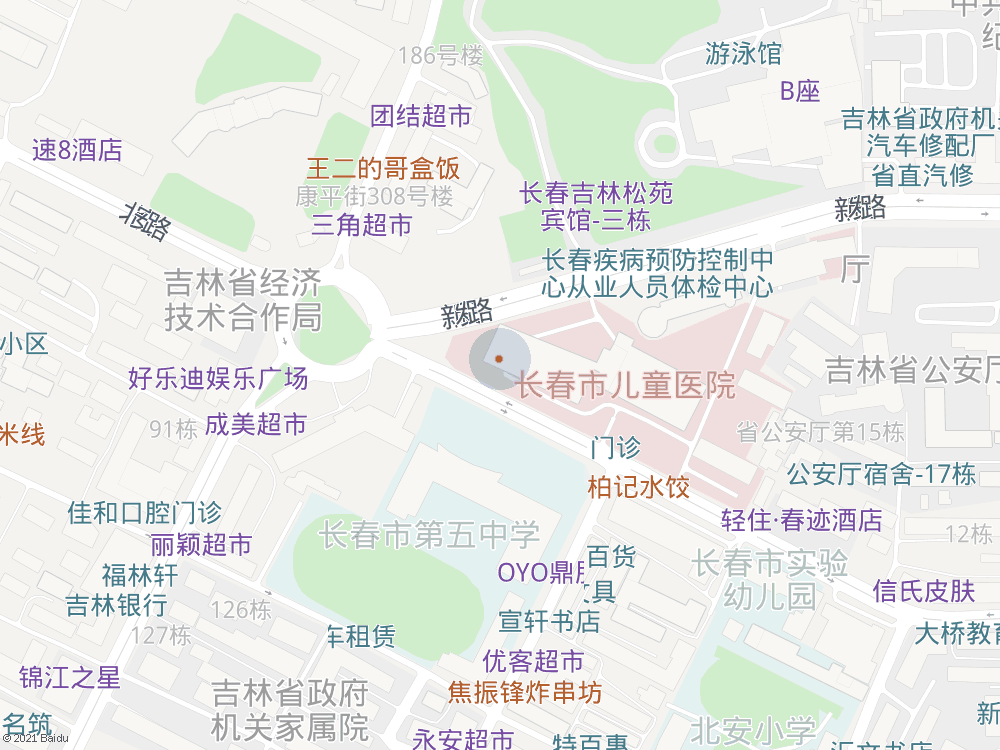 中共
纪
186号楼
游泳馆
B座
团结超市
吉林省政府机关
汽车修配厂
速8酒店
王二的哥盒饭
省直汽修
康平街308号楼
长春吉林松苑
宾馆-三栋
三角超市
新发路
北安路
长春疾病预防控制中
心从业人员体检中心
厅
吉林省经济
技术合作局
新发路
小区
好乐迪娱乐广场
长春市儿童医院
吉林省公安厅
91栋
成美超市
米线
门诊
省公安厅第15栋
柏记水饺
公安厅宿舍-17栋
佳和口腔门诊
轻住·春迹酒店
长春市第五中学
12栋
丽颖超市
百货
长春市实验
幼儿园
福林轩
OYO鼎
文具
信氏皮肤
吉林银行
126栋
宣轩书店
127栋
车租赁
大桥教育
优客超市
锦江之星
吉林省政府
机关家属院
焦振锋炸串坊
名筑
新
北安小学
永安超市
特百惠
汇文书店
© 2021 Baidu